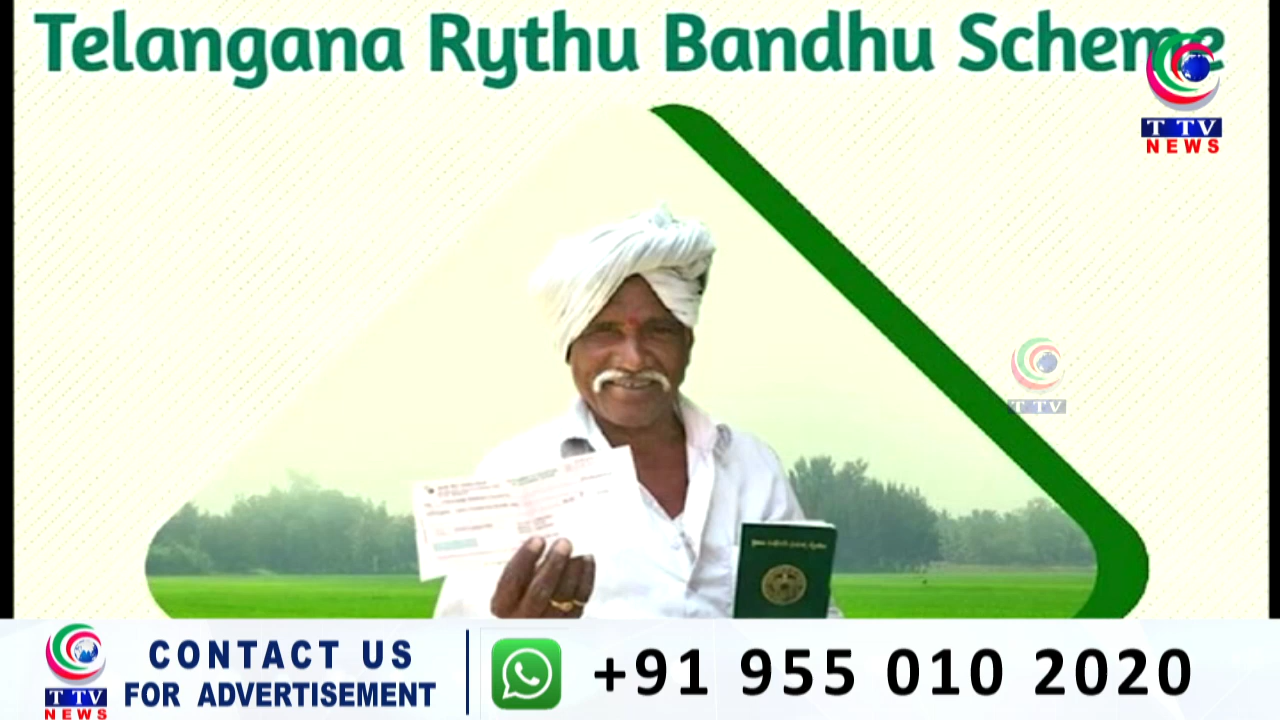 Telangana Rythu Bandhu Scheme
T TV
NEWS
T TV
T TV
NEWS
CONTACT US
FOR ADVERTISEMENT
+91 955 010 2020